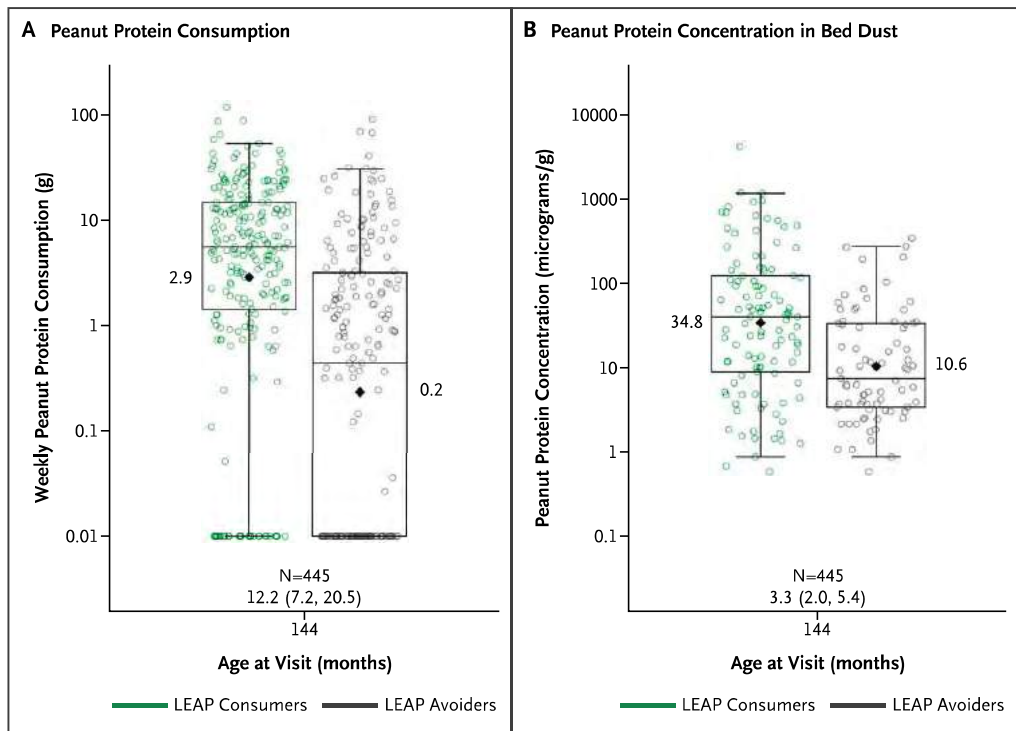 A Peanut Protein Consumption
Weekly Peanut Protein Consumption (g)
100
10
1
0.1
0.01
2.9
0.2
N=445
12.2 (7.2, 20.5)
144
Age at Visit (months)
LEAP Consumers LEAP Avoiders
B Peanut Protein Concentration in Bed Dust
Peanut Protein Concentration (micrograms/g)
10000
1000
100
10
1
0.1
34.8
10.6
N=445
3.3 (2.0, 5.4)
144
Age at Visit (months)
LEAP Consumers LEAP Avoiders